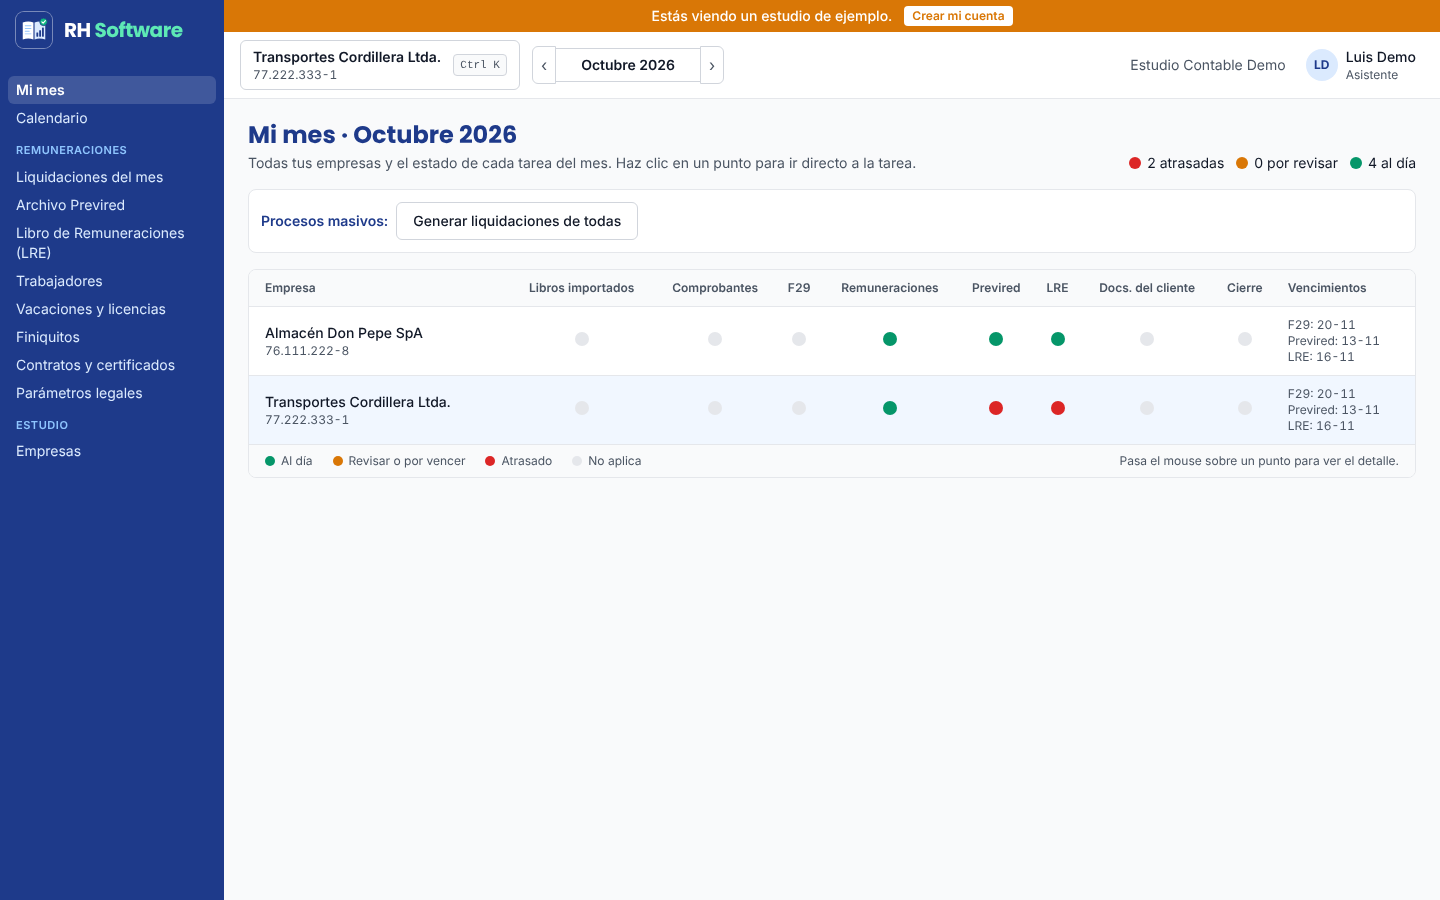 RH Software
Mi mes
Calendario
REMUNERACIONES
Liquidaciones del mes
Archivo Previred
Libro de Remuneraciones
(LRE)
Trabajadores
Vacaciones y licencias
Finiquitos
Contratos y certificados
Parámetros legales
ESTUDIO
Empresas
Estás viendo un estudio de ejemplo. Crear mi cuenta
Transportes Cordillera Ltda.
77.222.333-1
Ctrl K
‹ Octubre 2026 ›
Estudio Contable Demo
LD
Luis Demo
Asistente
Mi mes · Octubre 2026
Todas tus empresas y el estado de cada tarea del mes. Haz clic en un punto para ir directo a la tarea.
2 atrasadas 0 por revisar 4 al día
Procesos masivos: Generar liquidaciones de todas
Empresa Libros importados Comprobantes F29 Remuneraciones Previred LRE Docs. del cliente Cierre Vencimientos
Almacén Don Pepe SpA
76.111.222-8
F29: 20-11
Previred: 13-11
LRE: 16-11
Transportes Cordillera Ltda.
77.222.333-1
F29: 20-11
Previred: 13-11
LRE: 16-11
Al día Revisar o por vencer Atrasado No aplica
Pasa el mouse sobre un punto para ver el detalle.